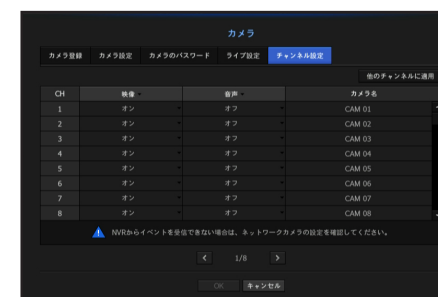 カメラ
カメラ登録 カメラ設定 カメラのパスワード ライブ設定 チャンネル設定
他のチャンネルに適用
CH 映像 音声 カメラ名
1 オン オフ CAM 01
2 オン オフ CAM 02
3 オン オフ CAM 03
4 オン オフ CAM 04
5 オン オフ CAM 05
6 オン オフ CAM 06
7 オン オフ CAM 07
8 オン オフ CAM 08
NVRからイベントを受信できない場合は、ネットワークカメラの設定を確認してください。
< 1/8 >
OK キャンセル